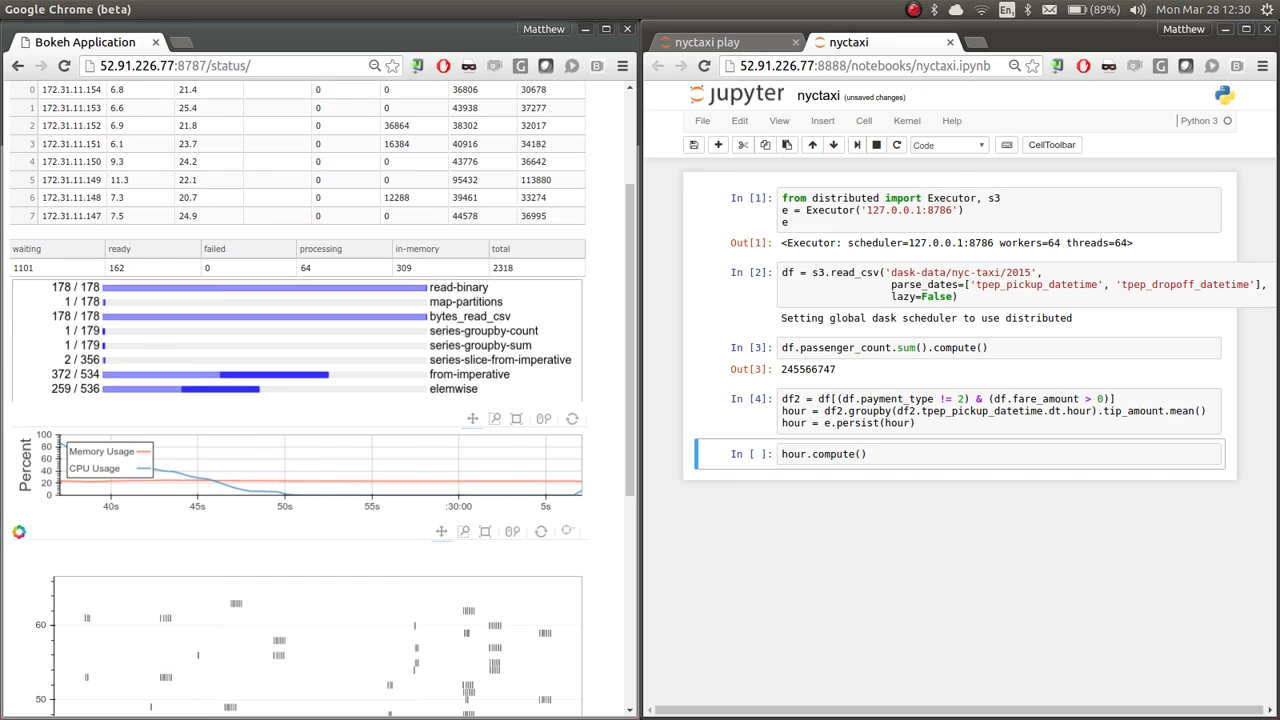 Google Chrome (beta)
En1
(89%)
Mon Mar 28 12:30
Matthew
Bokeh Application
52.91.226.77:8787/status/
0 172.31.11.154 6.8 21.4 0 0 36806 30678
1 172.31.11.153 6.6 25.4 0 0 43938 37277
2 172.31.11.152 6.9 21.8 0 36864 38302 32017
3 172.31.11.151 6.1 23.7 0 16384 40916 34182
4 172.31.11.150 9.3 24.2 0 0 43776 36642
5 172.31.11.149 11.3 22.1 0 0 95432 113880
6 172.31.11.148 7.3 20.7 0 12288 39461 33274
7 172.31.11.147 7.5 24.9 0 0 44578 36995
waiting ready failed processing in-memory total
1101 162 0 64 309 2318
178 / 178 read-binary
1 / 178 map-partitions
178 / 178 bytes_read_csv
1 / 179 series-groupby-count
1 / 179 series-groupby-sum
2 / 356 series-slice-from-imperative
372 / 534 from-imperative
259 / 536 elemwise
Percent
100
80
60
40
20
0
Memory Usage
CPU Usage
40s 45s 50s 55s :30:00 5s
60
50
Matthew
nyctaxi play
nyctaxi
52.91.226.77:8888/notebooks/nyctaxi.ipynb
jupyter nyctaxi (unsaved changes)
File Edit View Insert Cell Kernel Help Python 3
Code CellToolbar
In [1]: from distributed import Executor, s3
e = Executor('127.0.0.1:8786')
e
Out[1]: <Executor: scheduler=127.0.0.1:8786 workers=64 threads=64>
In [2]: df = s3.read_csv('dask-data/nyc-taxi/2015',
parse_dates=['tpep_pickup_datetime', 'tpep_dropoff_datetime'],
lazy=False)
Setting global dask scheduler to use distributed
In [3]: df.passenger_count.sum().compute()
Out[3]: 245566747
In [4]: df2 = df[(df.payment_type != 2) & (df.fare_amount > 0)]
hour = df2.groupby(df2.tpep_pickup_datetime.dt.hour).tip_amount.mean()
hour = e.persist(hour)
In [ ]: hour.compute()